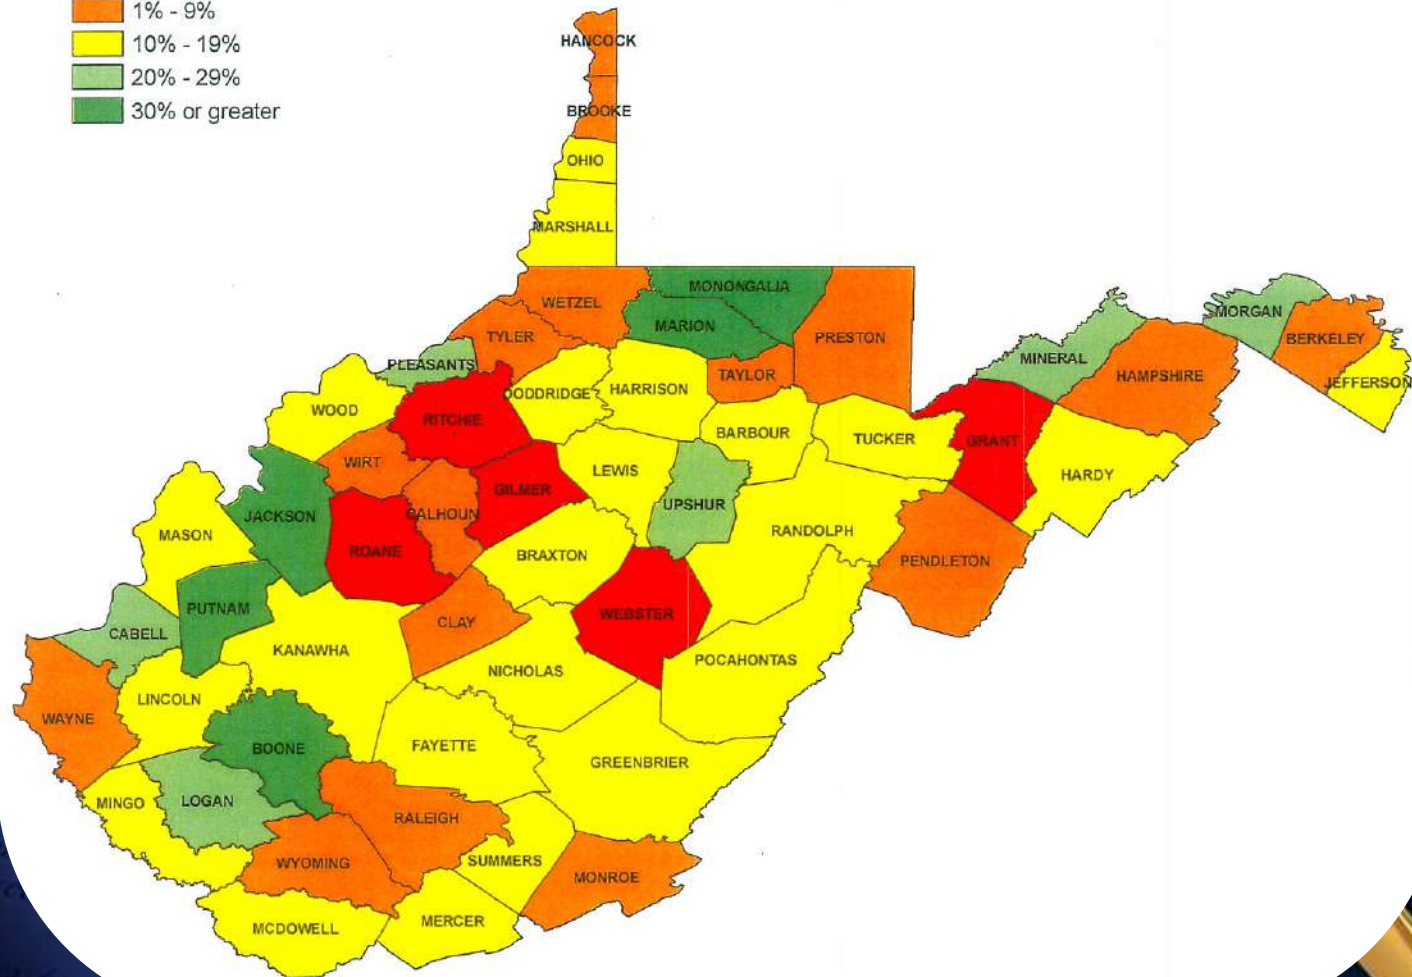 1% - 9%
10% - 19%
20% - 29%
30% or greater
HANCOCK
BROOKE
OHIO
MARSHALL
WETZEL
MONONGALIA
MARION
TYLER
PRESTON
PLEASANTS
TAYLOR
MORGAN
BERKELEY
MINERAL
HAMPSHIRE
JEFFERSON
WOOD
RITCHIE
DODDRIDGE
HARRISON
BARBOUR
TUCKER
GRANT
HARDY
WIRT
LEWIS
GILMER
UPSHUR
JACKSON
CALHOUN
RANDOLPH
MASON
ROANE
BRAXTON
PENDLETON
PUTNAM
CABELL
CLAY
WEBSTER
KANAWHA
NICHOLAS
POCAHONTAS
LINCOLN
WAYNE
BOONE
FAYETTE
GREENBRIER
MINGO
LOGAN
RALEIGH
WYOMING
SUMMERS
MONROE
MCDOWELL
MERCER